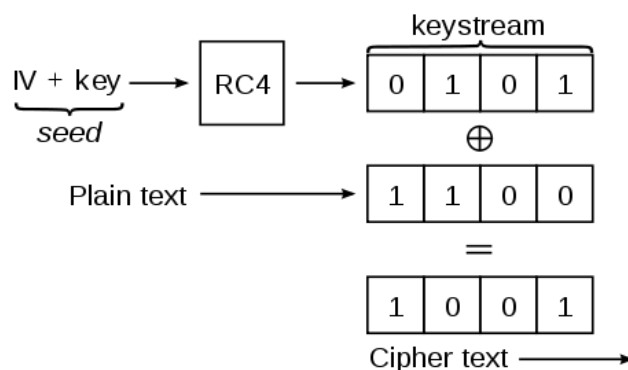 keystream
IV + key RC4 0 1 0 1
seed
⊕
Plain text 1 1 0 0
=
1 0 0 1
Cipher text